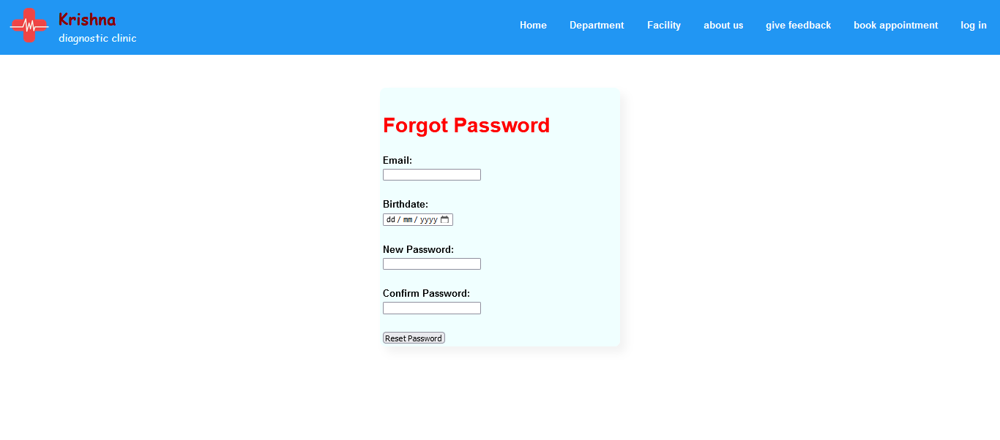 Krishna
diagnostic clinic
Home Department Facility about us give feedback book appointment log in
Forgot Password
Email:
Birthdate:
dd / mm / yyyy
New Password:
Confirm Password:
Reset Password